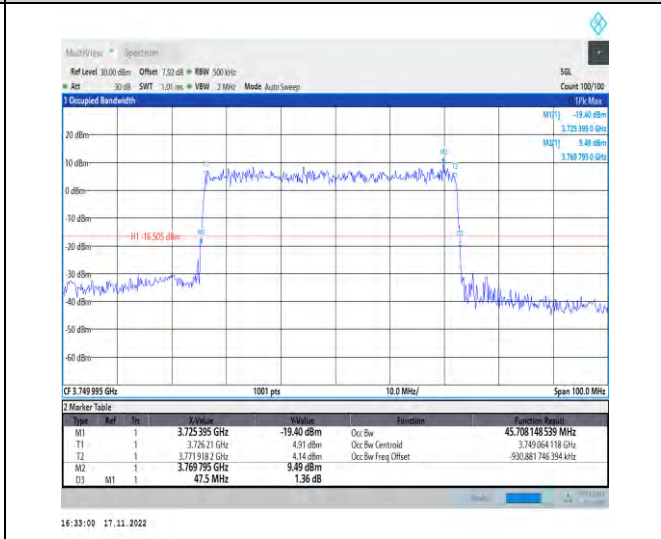 MultiView Spectrum
Ref Level 30.00 dBm Offset 7.92 dB RBW 500 kHz SGL
Att 30 dB SWT 1.01 ms VBW 2 MHz Mode Auto Sweep Count 100/100
1 Occupied Bandwidth 1Pk Max
M1[1] -19.40 dBm
3.725 395 0 GHz
M2[1] 9.49 dBm
3.769 795 0 GHz
20 dBm
10 dBm
0 dBm
-10 dBm
H1 -16.505 dBm
-20 dBm
-30 dBm
-40 dBm
-50 dBm
-60 dBm
CF 3.749 995 GHz 1001 pts 10.0 MHz/ Span 100.0 MHz
2 Marker Table
Type Ref Trc X-Value Y-Value Function Function Result
M1 1 3.725 395 GHz -19.40 dBm Occ Bw 45.708 148 539 MHz
T1 1 3.726 21 GHz 4.91 dBm Occ Bw Centroid 3.749 064 118 GHz
T2 1 3.771 918 2 GHz 4.14 dBm Occ Bw Freq Offset -930.881 746 394 kHz
M2 1 3.769 795 GHz 9.49 dBm
D3 M1 1 47.5 MHz 1.36 dB
16:33:00 17.11.2022